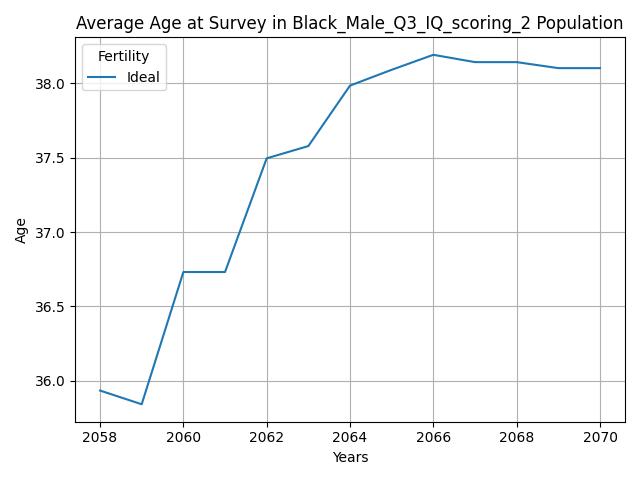 Average Age at Survey in Black_Male_Q3_IQ_scoring_2 Population
Fertility
Ideal
Age
38.0
37.5
37.0
36.5
36.0
2058 2060 2062 2064 2066 2068 2070
Years